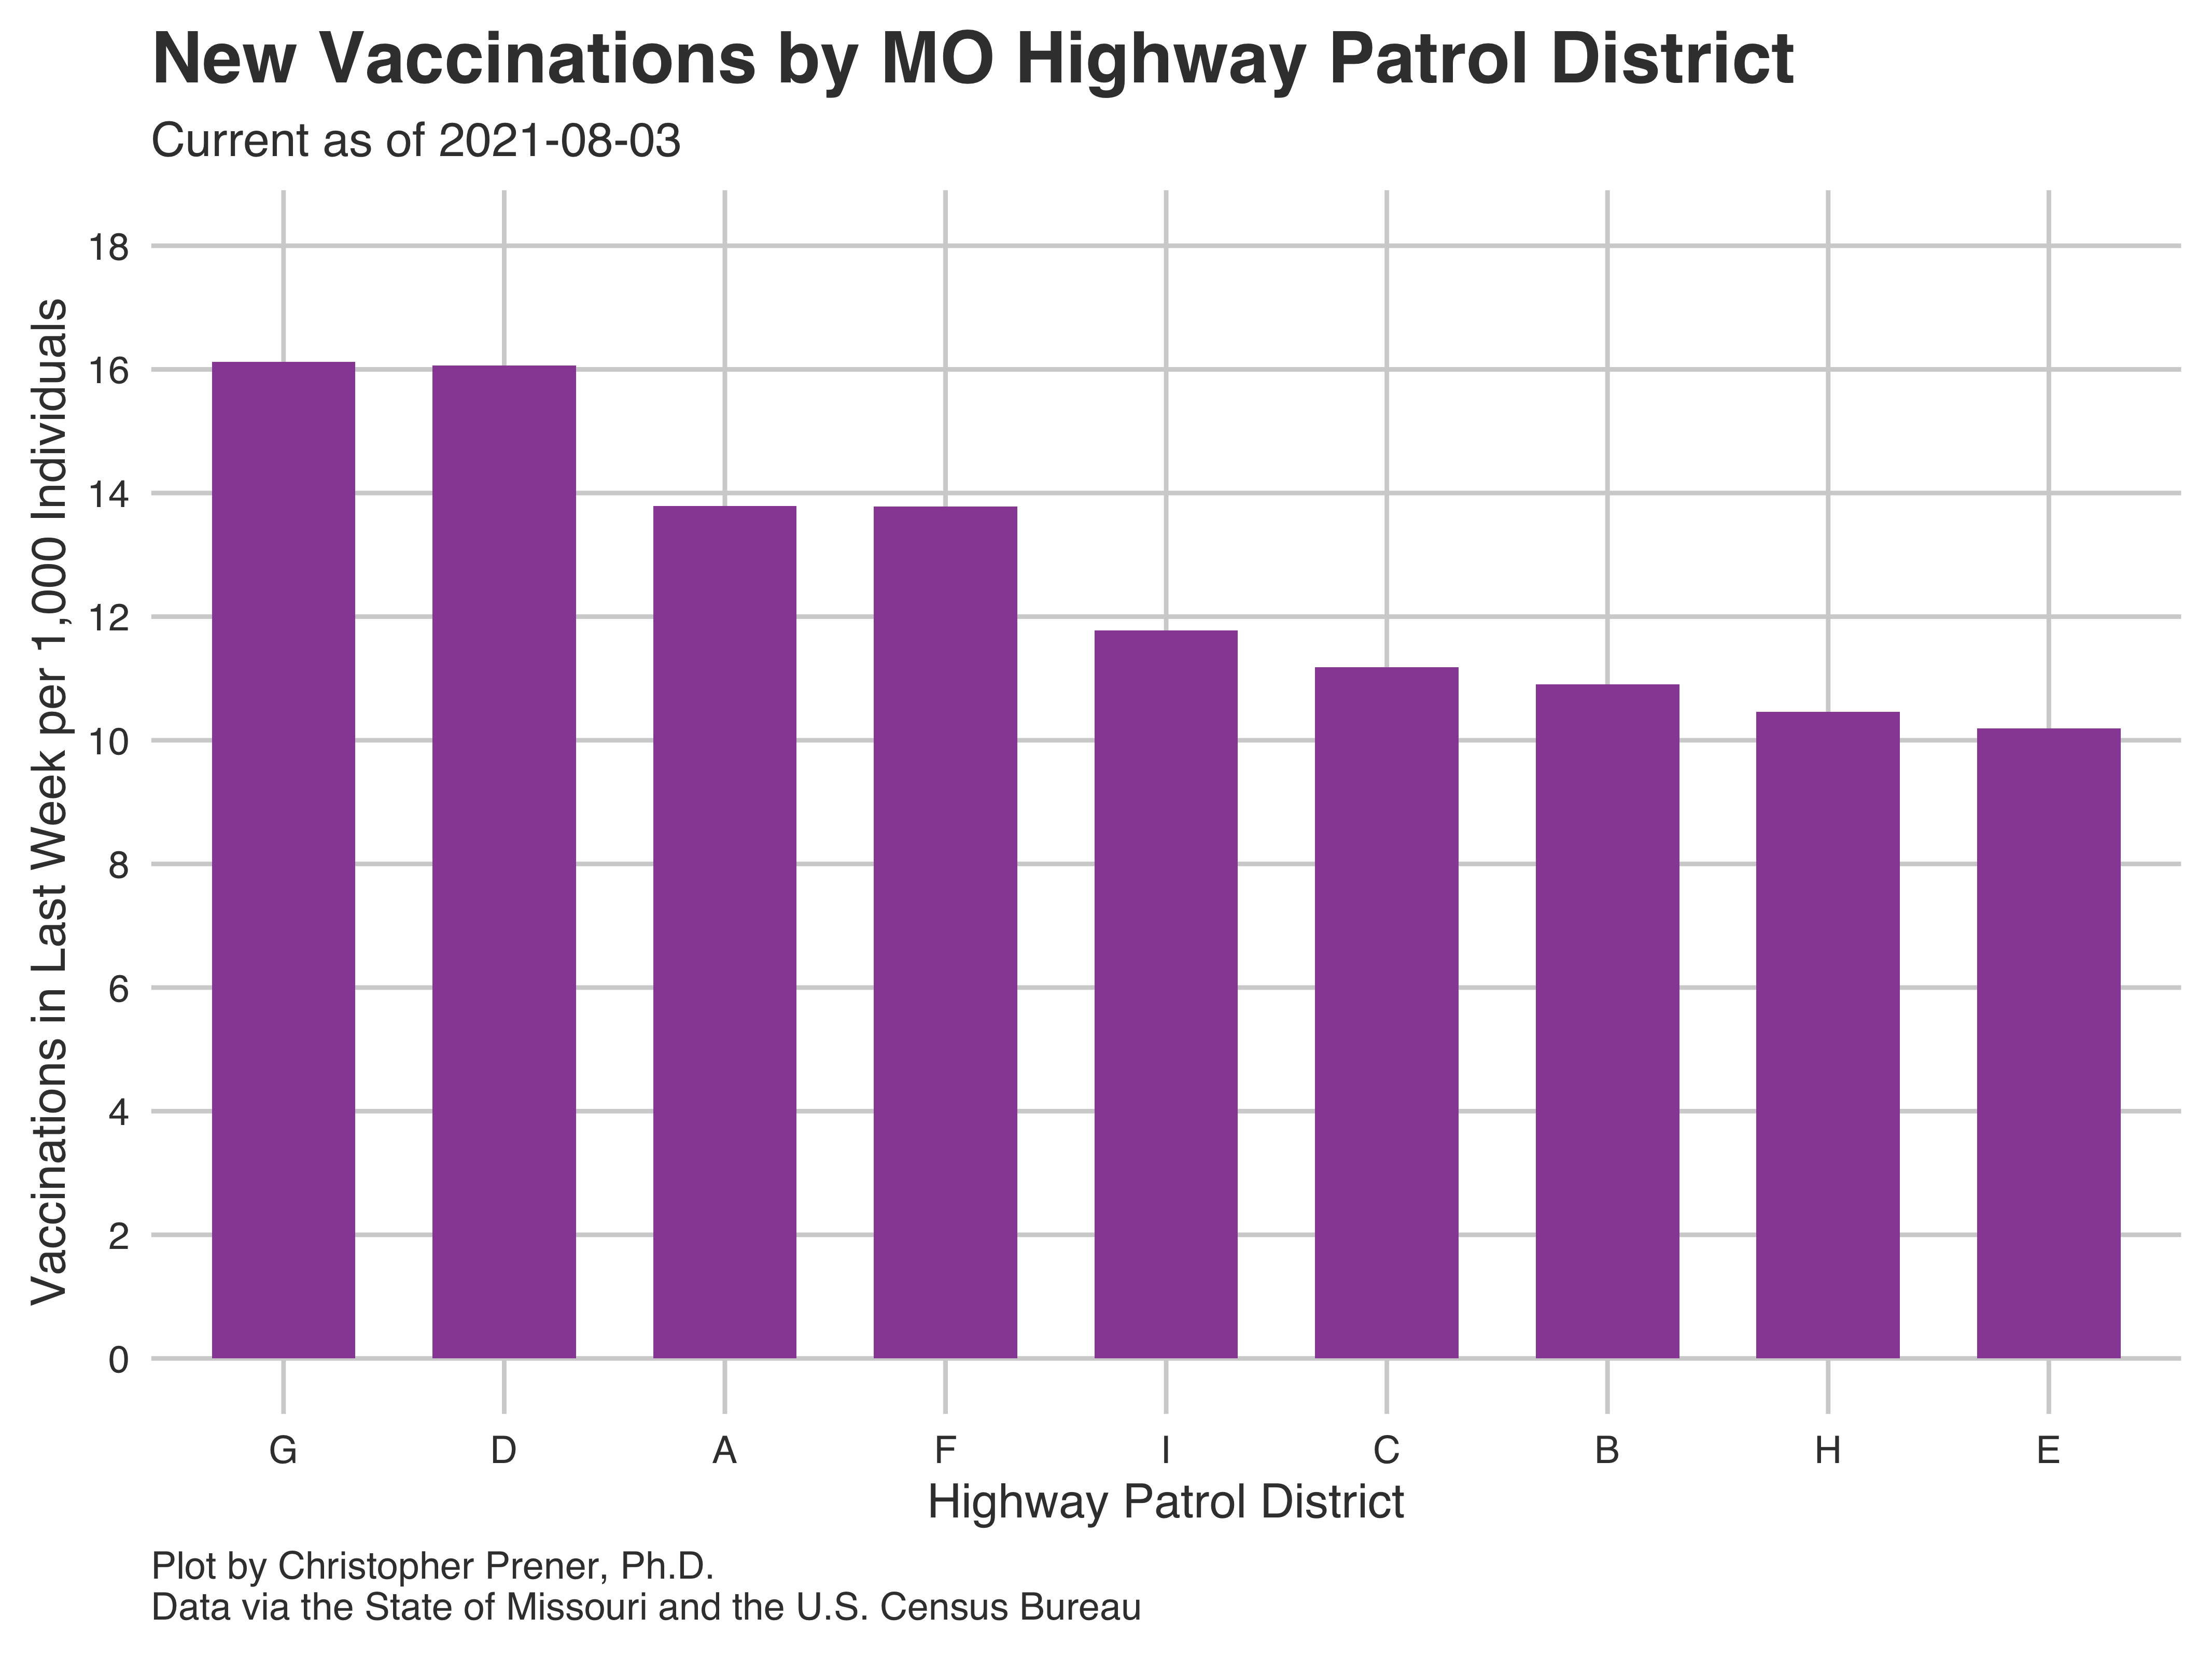 New Vaccinations by MO Highway Patrol District
Current as of 2021-08-03
Vaccinations in Last Week per 1,000 Individuals
18
16
14
12
10
8
6
4
2
0
G D A F I C B H E
Highway Patrol District
Plot by Christopher Prener, Ph.D.
Data via the State of Missouri and the U.S. Census Bureau